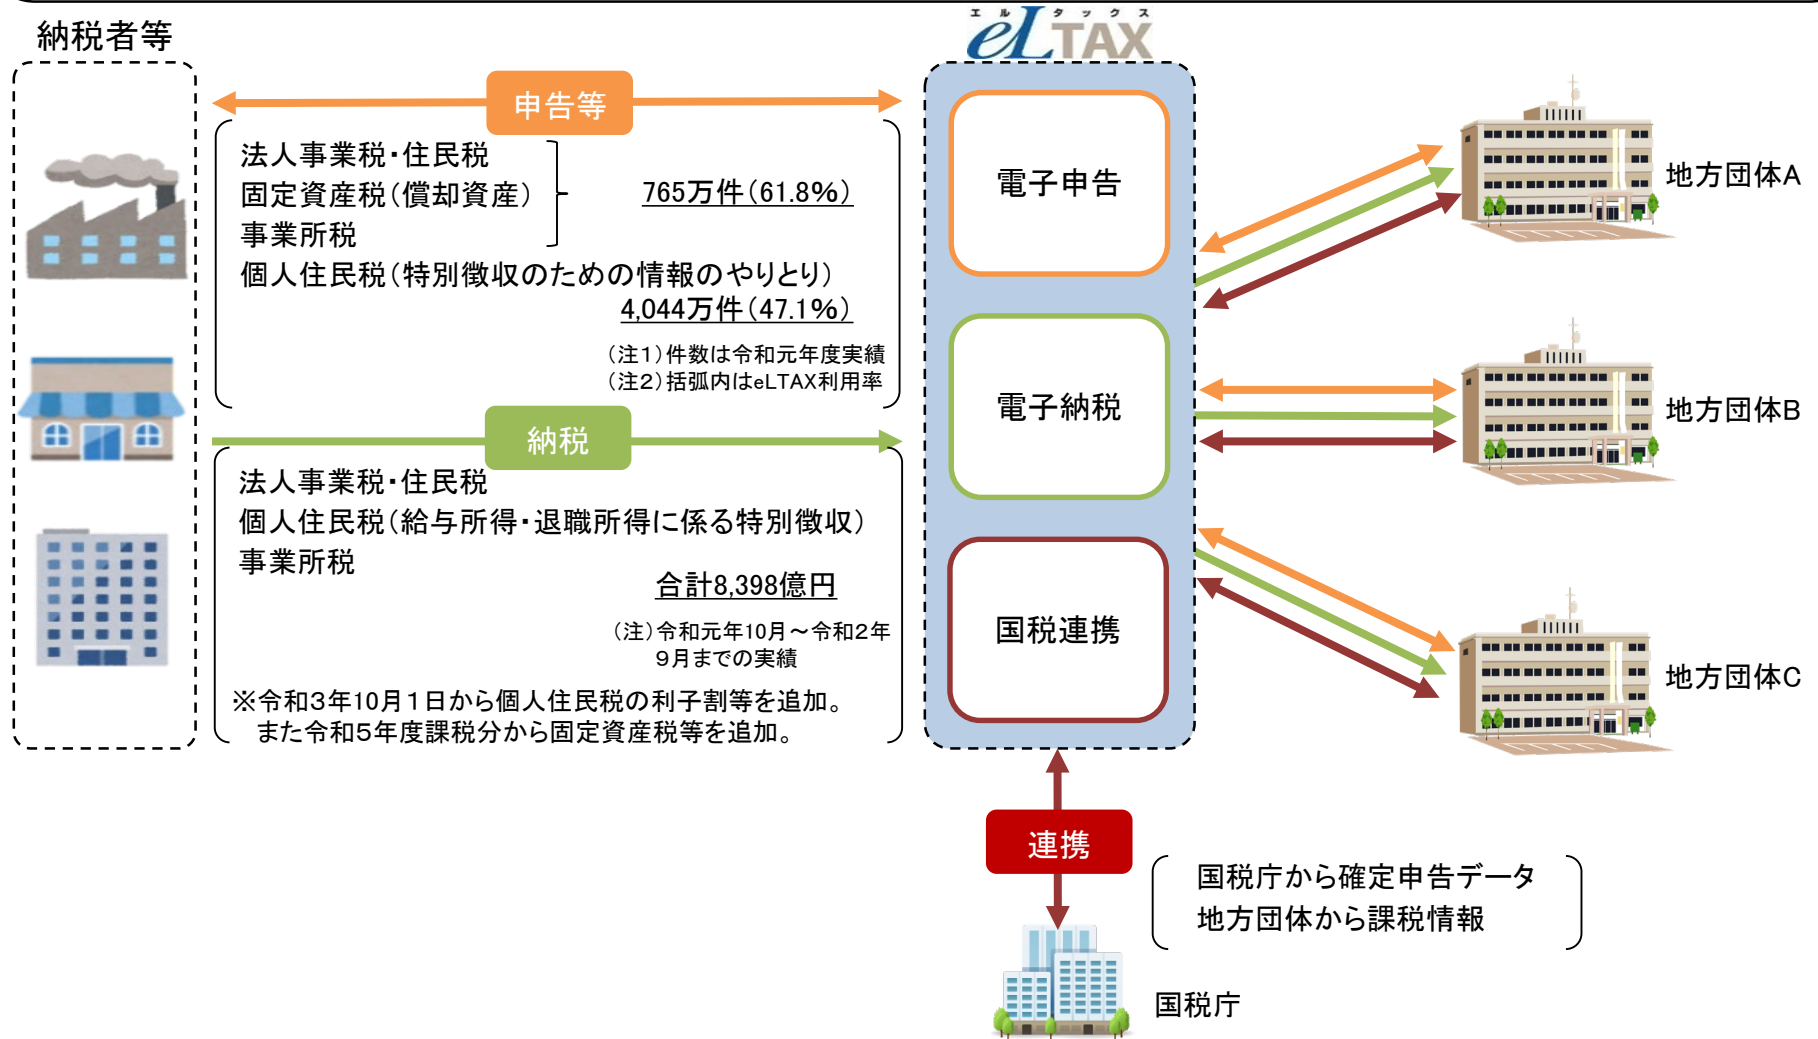 納税者等
エルタックス
eLTAX
申告等
法人事業税・住民税
固定資産税(償却資産)
事業所税
765万件(61.8%)
個人住民税(特別徴収のための情報のやりとり)
4,044万件(47.1%)
(注1)件数は令和元年度実績
(注2)括弧内はeLTAX利用率
納税
法人事業税・住民税
個人住民税(給与所得・退職所得に係る特別徴収)
事業所税
合計8,398億円
(注)令和元年10月～令和2年
9月までの実績
※令和3年10月1日から個人住民税の利子割等を追加。
また令和5年度課税分から固定資産税等を追加。
電子申告
電子納税
国税連携
地方団体A
地方団体B
地方団体C
連携
国税庁から確定申告データ
地方団体から課税情報
国税庁